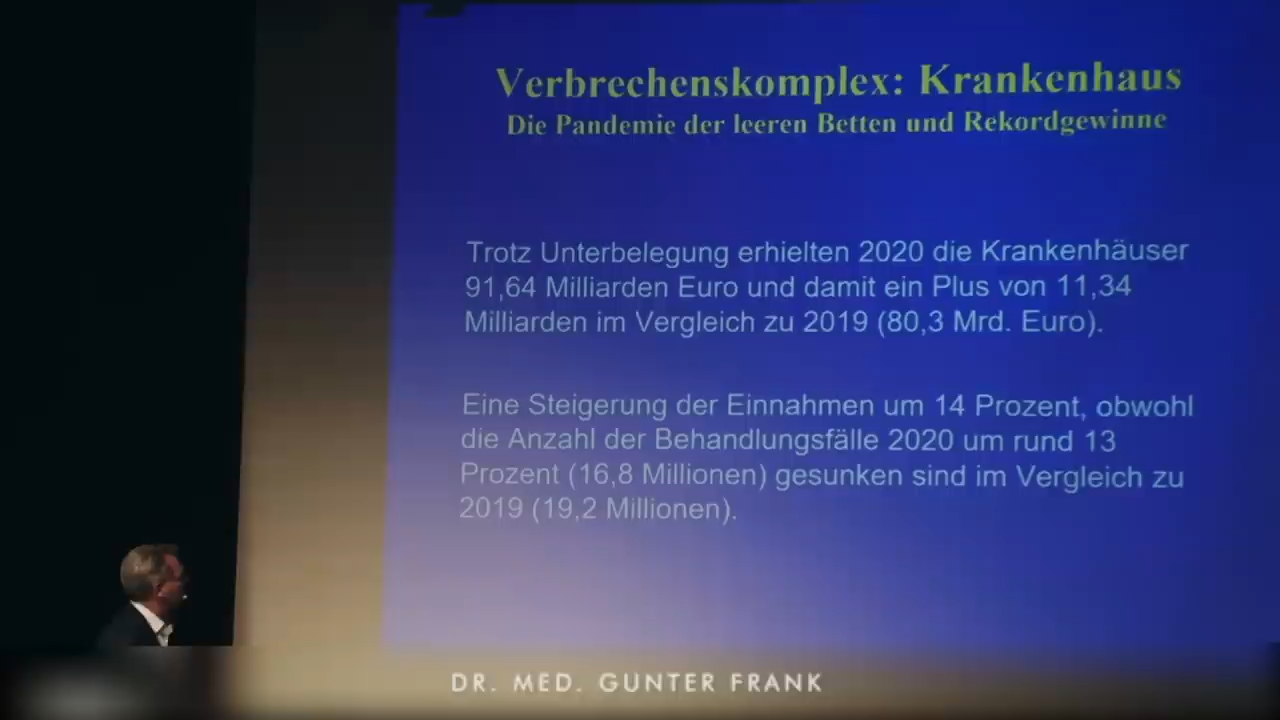 Verbrechenskomplex: Krankenhaus
Die Pandemie der leeren Betten und Rekordgewinne
Trotz Unterbelegung erhielten 2020 die Krankenhäuser
91,64 Milliarden Euro und damit ein Plus von 11,34
Milliarden im Vergleich zu 2019 (80,3 Mrd. Euro).
Eine Steigerung der Einnahmen um 14 Prozent, obwohl
die Anzahl der Behandlungsfälle 2020 um rund 13
Prozent (16,8 Millionen) gesunken sind im Vergleich zu
2019 (19,2 Millionen).
DR. MED. GUNTER FRANK